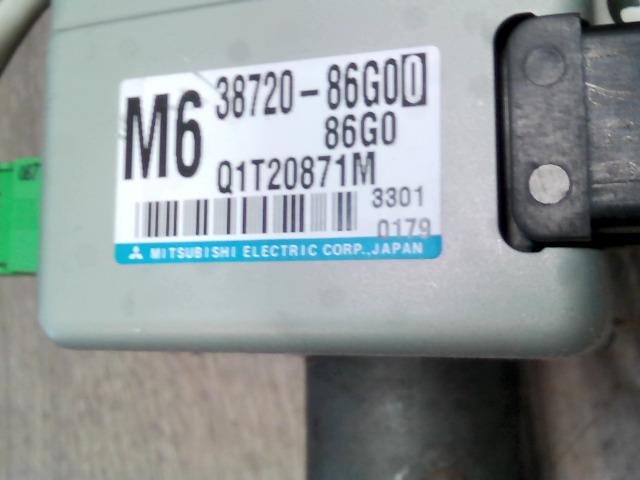 M6
38720-86G00
86G0
Q1T20871M
3301
0179
MITSUBISHI ELECTRIC CORP.,JAPAN